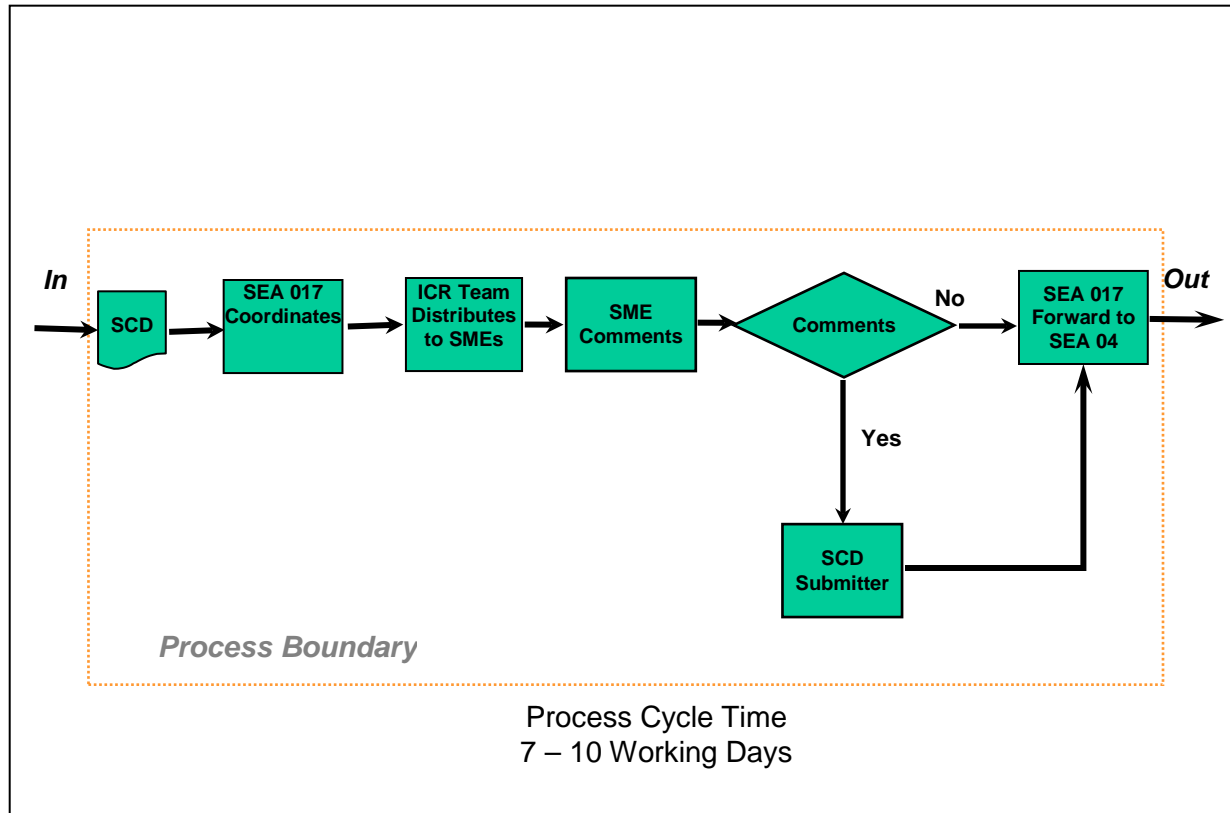 In
SCD
SEA 017
Coordinates
ICR Team
Distributes
to SMEs
SME
Comments
Comments
No
SEA 017
Forward to
SEA 04
Out
Yes
SCD
Submitter
Process Boundary
Process Cycle Time
7 – 10 Working Days